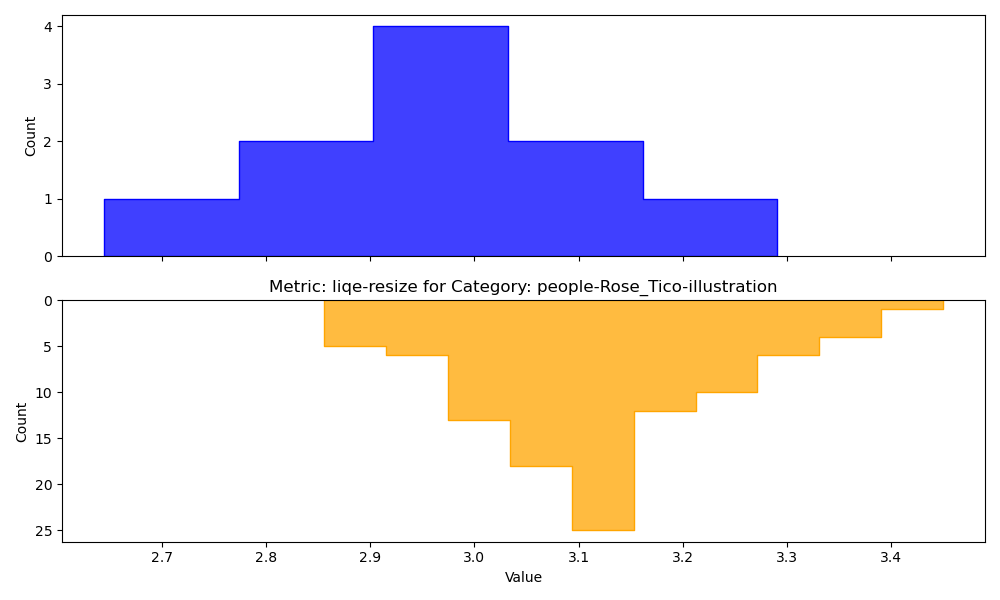 4
3
2
1
0
Count
Metric: liqe-resize for Category: people-Rose_Tico-illustration
0
5
10
15
20
25
Count
2.7 2.8 2.9 3.0 3.1 3.2 3.3 3.4
Value